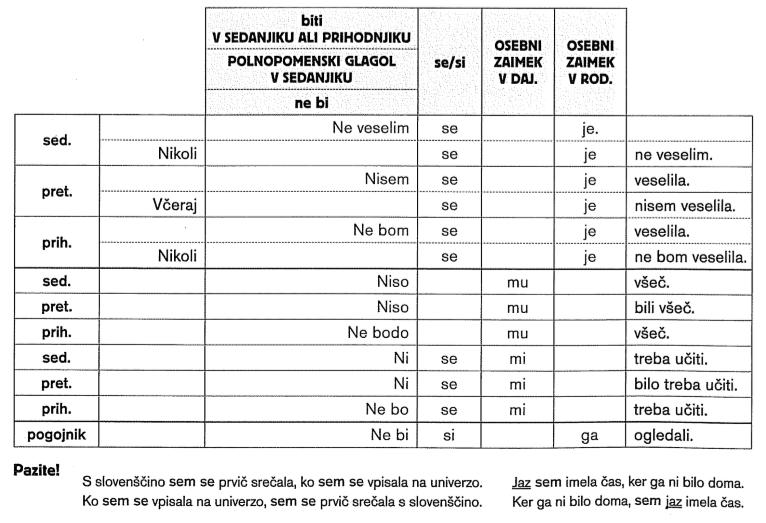 biti
V SEDANJIKU ALI PRIHODNJIKU
POLNOPOMENSKI GLAGOL
V SEDANJIKU
ne bi
se/si
OSEBNI
ZAIMEK
V DAJ.
OSEBNI
ZAIMEK
V ROD.
sed.
Ne veselim se je.
Nikoli se je ne veselim.
pret.
Nisem se je veselila.
Včeraj se je nisem veselila.
prih.
Ne bom se je veselila.
Nikoli se je ne bom veselila.
sed. Niso mu všeč.
pret. Niso mu bili všeč.
prih. Ne bodo mu všeč.
sed. Ni se mi treba učiti.
pret. Ni se mi bilo treba učiti.
prih. Ne bo se mi treba učiti.
pogojnik Ne bi si ga ogledali.
Pazite!
S slovenščino sem se prvič srečala, ko sem se vpisala na univerzo.
Ko sem se vpisala na univerzo, sem se prvič srečala s slovenščino.
Jaz sem imela čas, ker ga ni bilo doma.
Ker ga ni bilo doma, sem jaz imela čas.